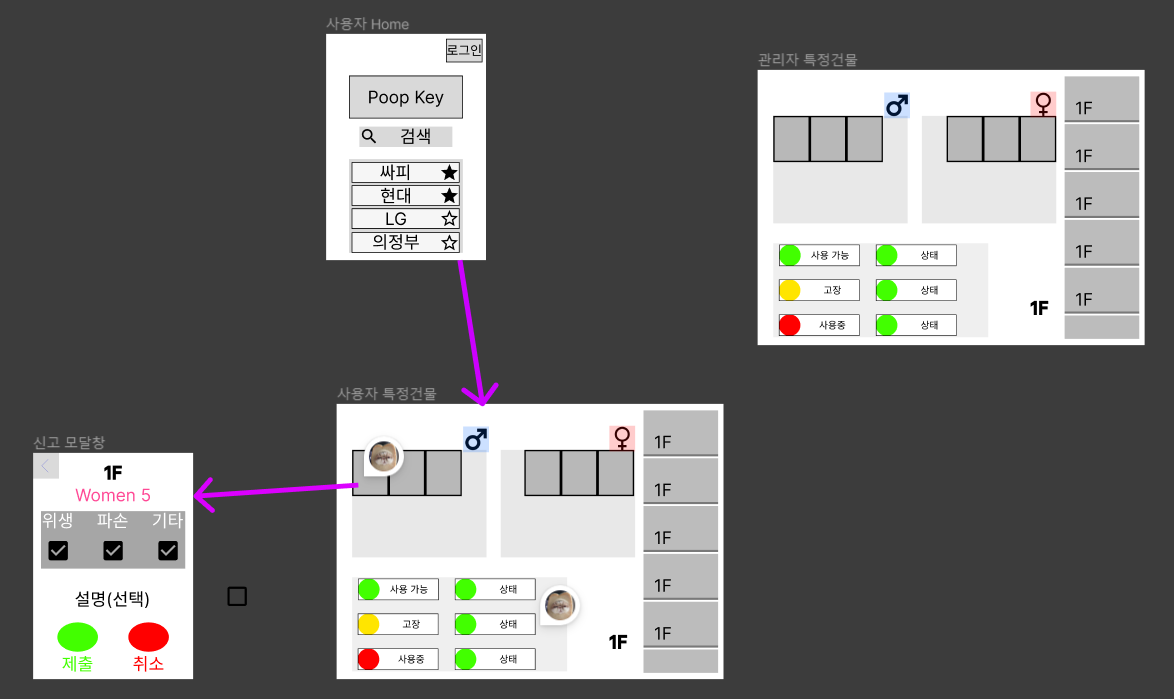 사용자 Home
로그인
Poop Key
검색
싸피
현대
LG
의정부
관리자 특정건물
1F
1F
1F
1F
1F
사용 가능 상태
고장 상태
사용중 상태
1F
사용자 특정건물
1F
1F
1F
1F
1F
사용 가능 상태
고장 상태
사용중 상태
1F
신고 모달창
1F
Women 5
위생 파손 기타
설명(선택)
제출 취소